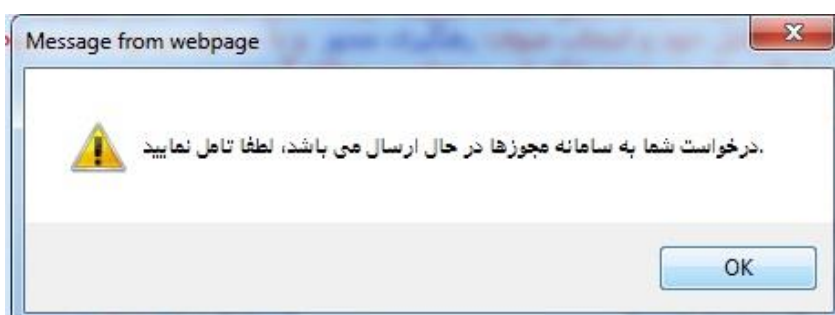 Message from webpage
درخواست شما به سامانه مجوزها در حال ارسال می باشد، لطفا تامل نمایید.
OK